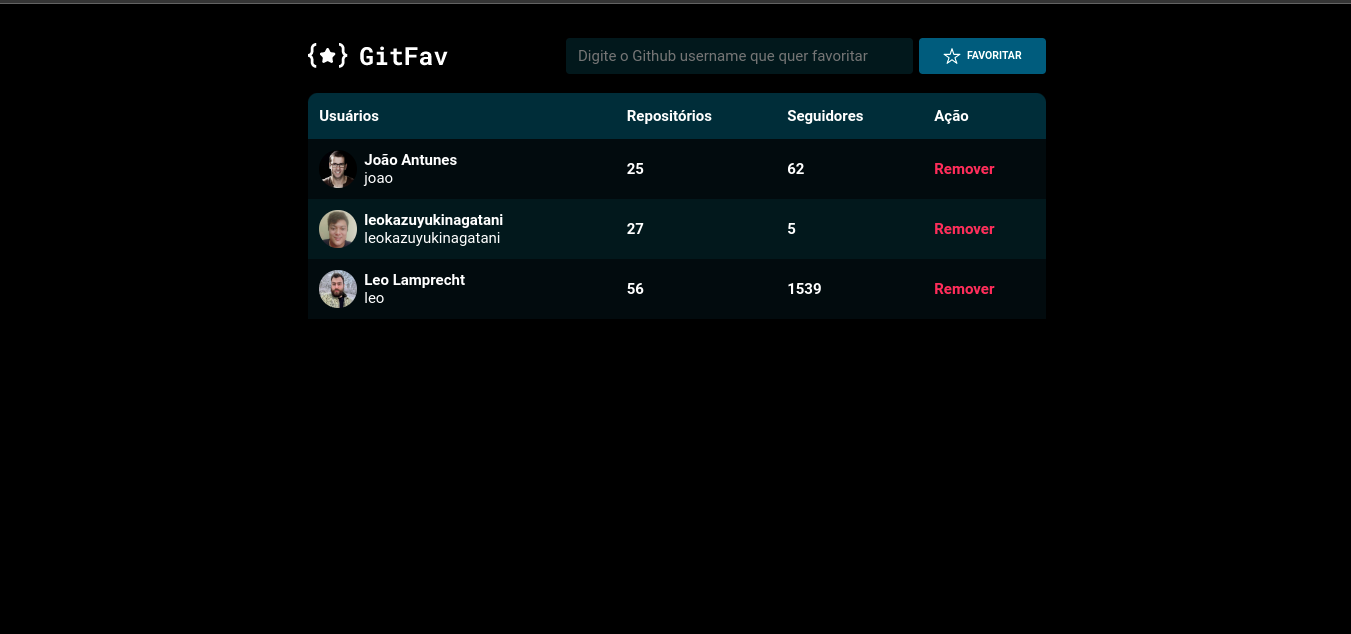 {★} GitFav
Digite o Github username que quer favoritar
FAVORITAR
Usuários Repositórios Seguidores Ação
João Antunes
joao
25 62 Remover
leokazuyukinagatani
leokazuyukinagatani
27 5 Remover
Leo Lamprecht
leo
56 1539 Remover